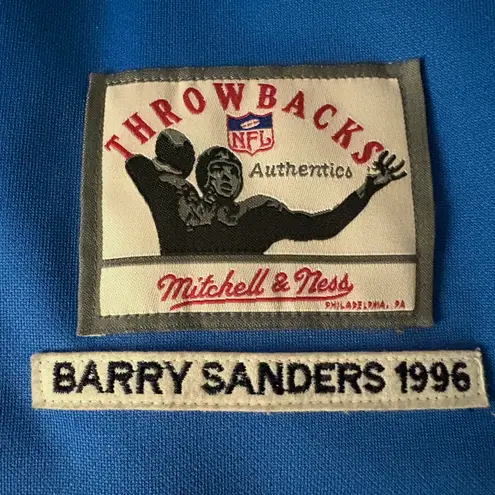 THROWBACKS
NFL
Authentics
Mitchell & Ness
PHILADELPHIA, PA
BARRY SANDERS 1996